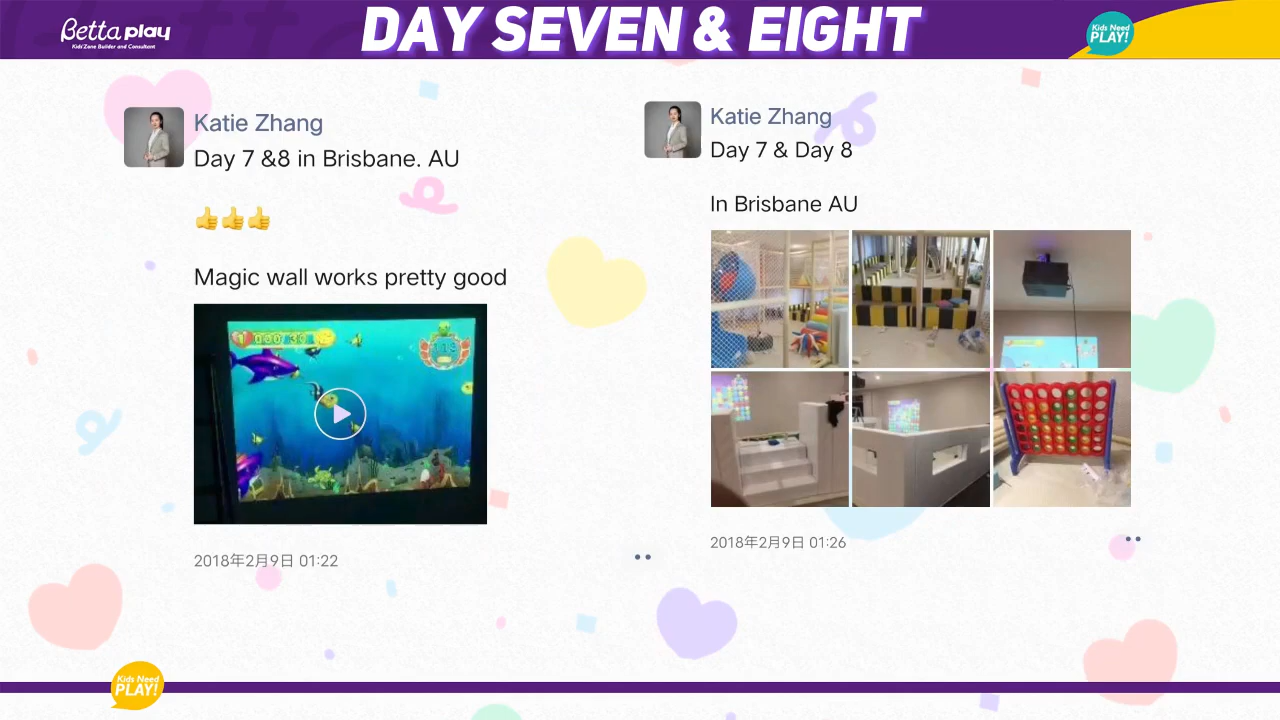 Betta play
Kids' Zone Builder and Consultant
DAY SEVEN & EIGHT
Kids Need
PLAY!
Katie Zhang
Day 7 &8 in Brisbane. AU
👍👍👍
Magic wall works pretty good
2018年2月9日 01:22
Katie Zhang
Day 7 & Day 8
In Brisbane AU
2018年2月9日 01:26
Kids Need
PLAY!